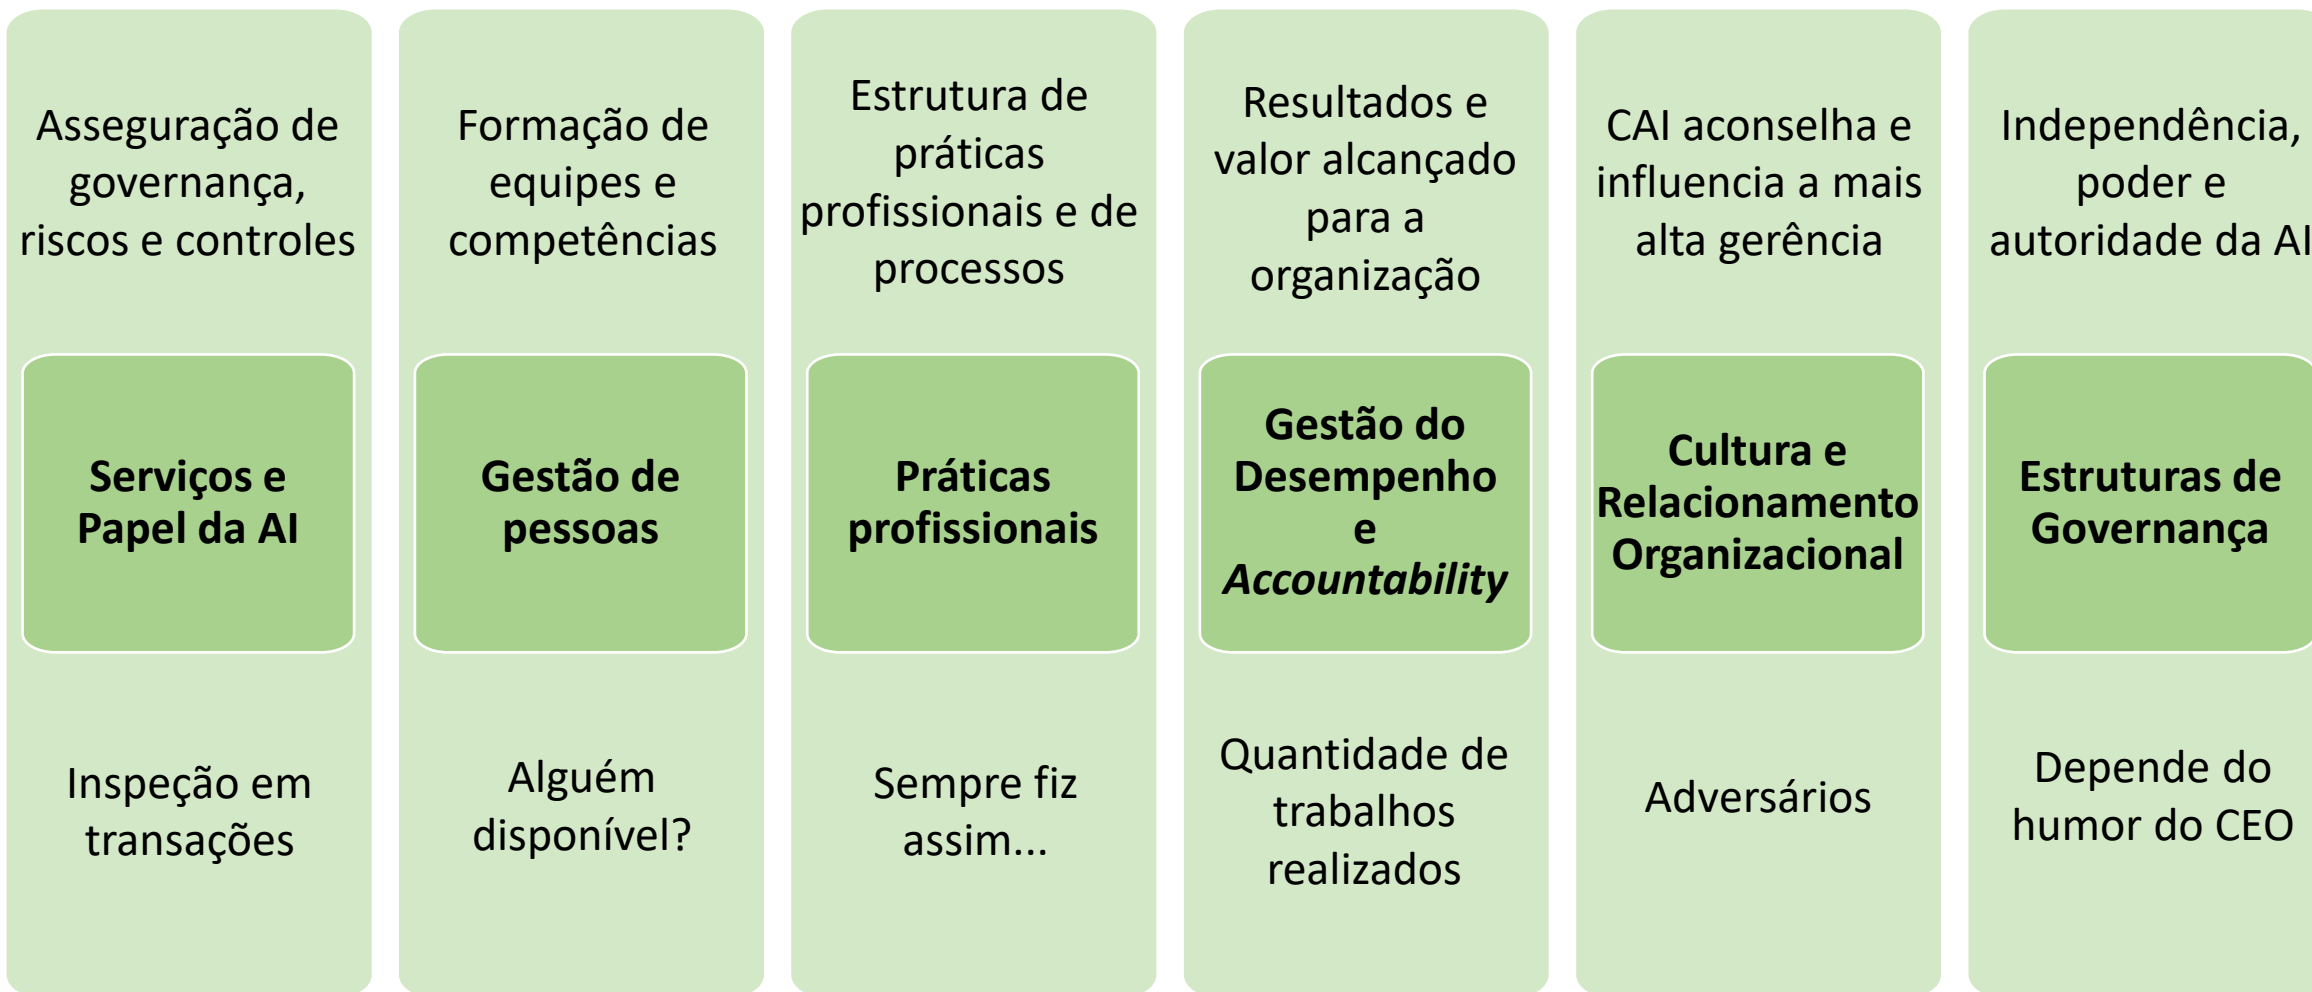 Asseguração de
governança,
riscos e controles
Serviços e
Papel da AI
Inspeção em
transações
Formação de
equipes e
competências
Gestão de
pessoas
Alguém
disponível?
Estrutura de
práticas
profissionais e de
processos
Práticas
profissionais
Sempre fiz
assim...
Resultados e
valor alcançado
para a
organização
Gestão do
Desempenho
e
Accountability
Quantidade de
trabalhos
realizados
CAI aconselha e
influencia a mais
alta gerência
Cultura e
Relacionamento
Organizacional
Adversários
Independência,
poder e
autoridade da AI
Estruturas de
Governança
Depende do
humor do CEO